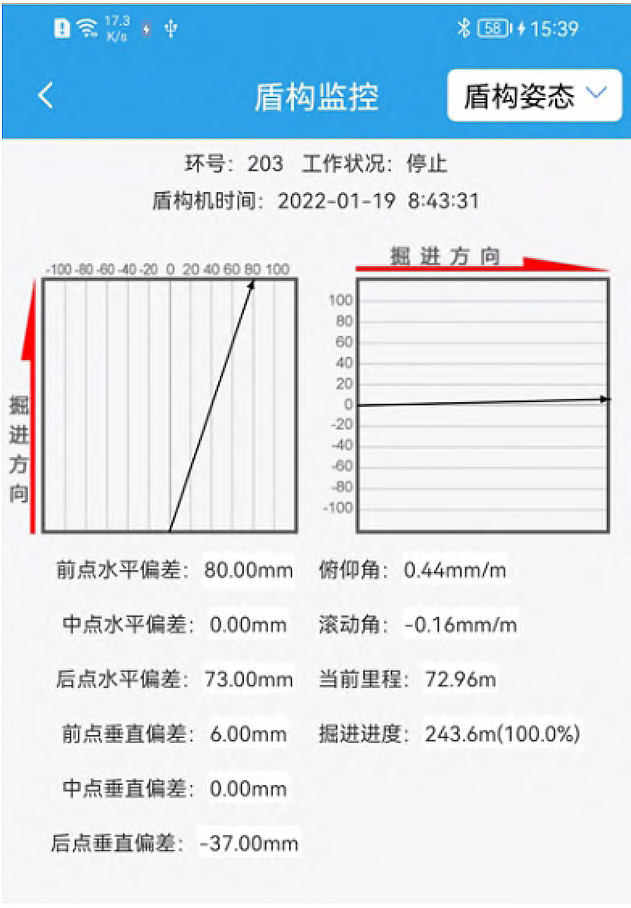 17.3 K/s 58 15:39
盾构监控 盾构姿态
环号：203 工作状况：停止
盾构机时间：2022-01-19 8:43:31
掘进方向
-100 -80 -60 -40 -20 0 20 40 60 80 100
掘进方向
100
80
60
40
20
0
-20
-40
-60
-80
-100
前点水平偏差：80.00mm 俯仰角：0.44mm/m
中点水平偏差：0.00mm 滚动角：-0.16mm/m
后点水平偏差：73.00mm 当前里程：72.96m
前点垂直偏差：6.00mm 掘进进度：243.6m(100.0%)
中点垂直偏差：0.00mm
后点垂直偏差：-37.00mm